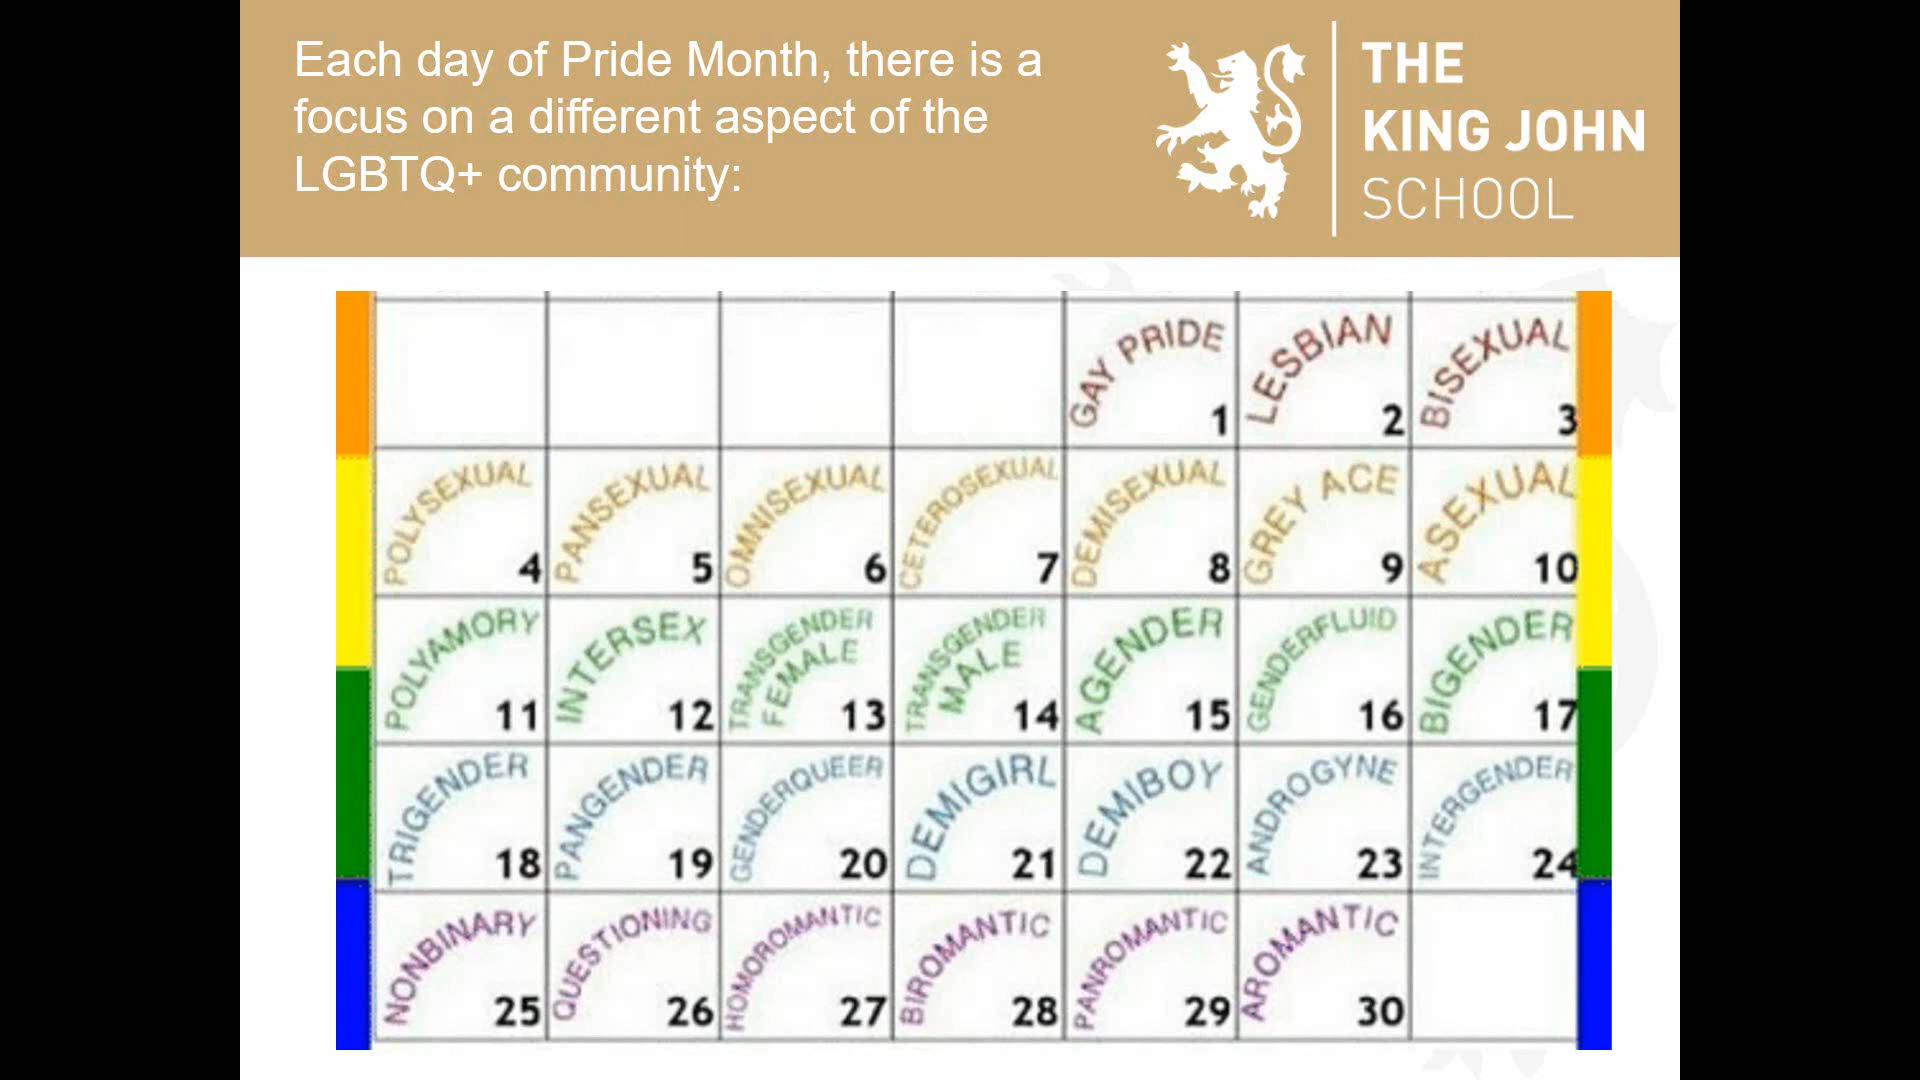 Each day of Pride Month, there is a
focus on a different aspect of the
LGBTQ+ community:
THE
KING JOHN
SCHOOL
GAY PRIDE 1
LESBIAN 2
BISEXUAL 3
POLYSEXUAL 4
PANSEXUAL 5
OMNISEXUAL 6
CETEROSEXUAL 7
DEMISEXUAL 8
GREY ACE 9
ASEXUAL 10
POLYAMORY 11
INTERSEX 12
TRANSGENDER
FEMALE 13
TRANSGENDER
MALE 14
AGENDER 15
GENDERFLUID 16
BIGENDER 17
TRIGENDER 18
PANGENDER 19
GENDERQUEER 20
DEMIGIRL 21
DEMIBOY 22
ANDROGYNE 23
INTERGENDER 24
NONBINARY 25
QUESTIONING 26
HOMOROMANTIC 27
BIROMANTIC 28
PANROMANTIC 29
AROMANTIC 30